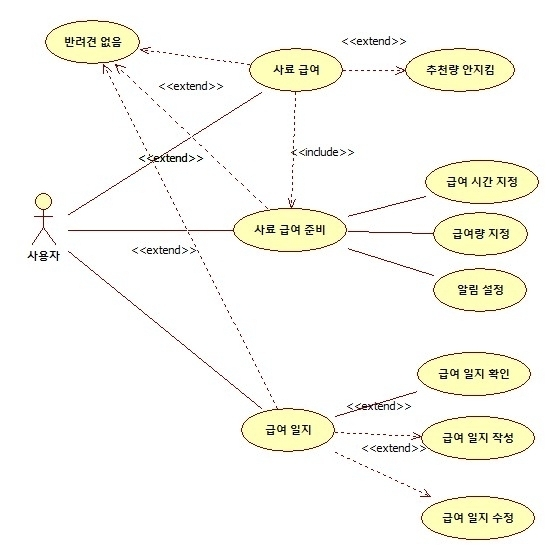 반려견 없음
<<extend>>
사료 급여
추천량 안지킴
<<extend>>
<<extend>>
<<include>>
급여 시간 지정
사용자
사료 급여 준비
급여량 지정
<<extend>>
알림 설정
급여 일지 확인
<<extend>>
급여 일지
급여 일지 작성
<<extend>>
급여 일지 수정